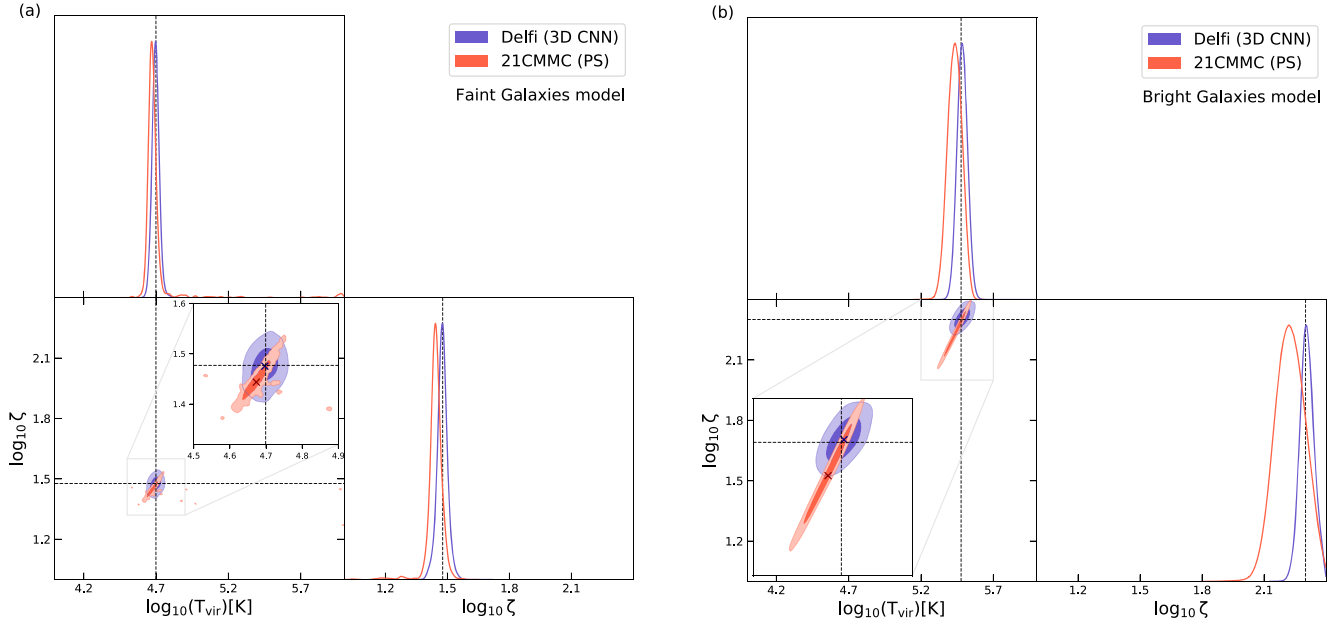 (a)
Delfi (3D CNN)
21CMMC (PS)
Faint Galaxies model
1.6
1.5
1.4
4.5 4.6 4.7 4.8 4.9
2.1
1.8
1.5
1.2
log₁₀ ζ
4.2 4.7 5.2 5.7
log₁₀(Tᵥᵢᵣ)[K]
1.2 1.5 1.8 2.1
log₁₀ ζ
(b)
Delfi (3D CNN)
21CMMC (PS)
Bright Galaxies model
2.1
1.8
1.5
1.2
log₁₀ ζ
4.2 4.7 5.2 5.7
log₁₀(Tᵥᵢᵣ)[K]
1.2 1.5 1.8 2.1
log₁₀ ζ